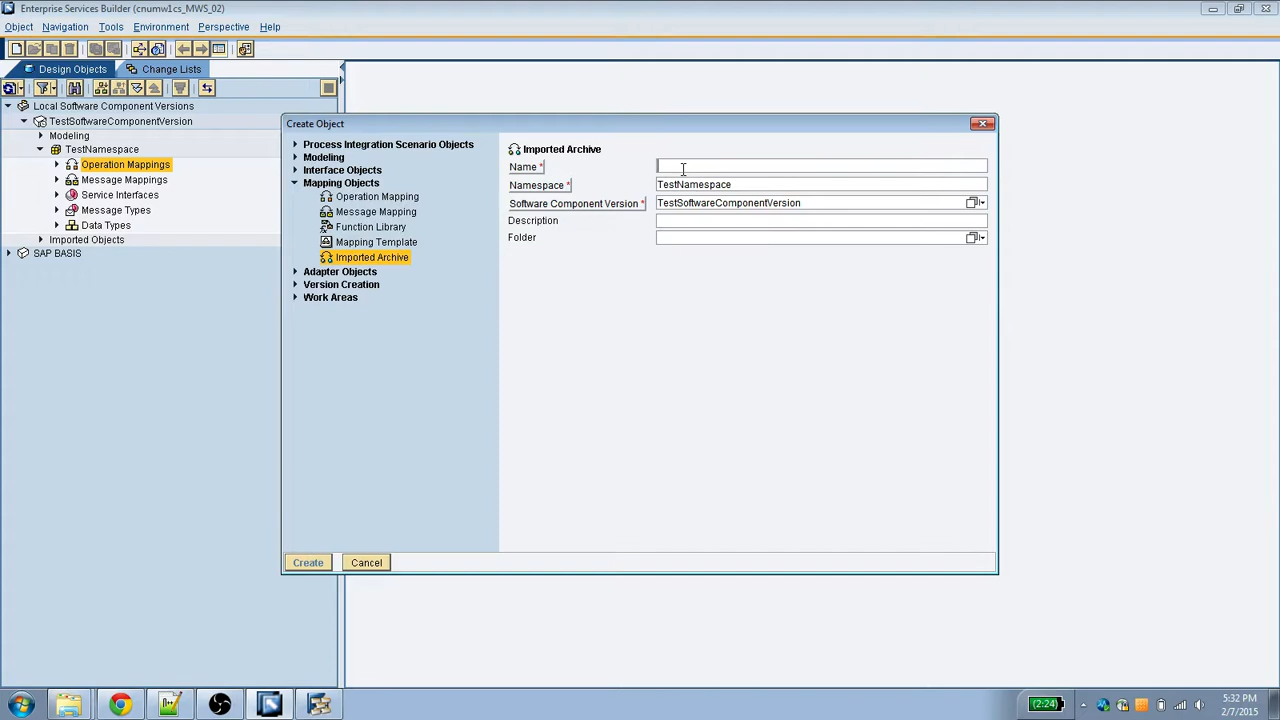 Enterprise Services Builder (cnumw1cs_MWS_02)
Object Navigation Tools Environment Perspective Help
Design Objects Change Lists
Local Software Component Versions
TestSoftwareComponentVersion
Modeling
TestNamespace
Operation Mappings
Message Mappings
Service Interfaces
Message Types
Data Types
Imported Objects
SAP BASIS
Create Object
Process Integration Scenario Objects
Modeling
Interface Objects
Mapping Objects
Operation Mapping
Message Mapping
Function Library
Mapping Template
Imported Archive
Adapter Objects
Version Creation
Work Areas
Imported Archive
Name *
Namespace * TestNamespace
Software Component Version * TestSoftwareComponentVersion
Description
Folder
Create Cancel
(2:24)
5:32 PM
2/7/2015